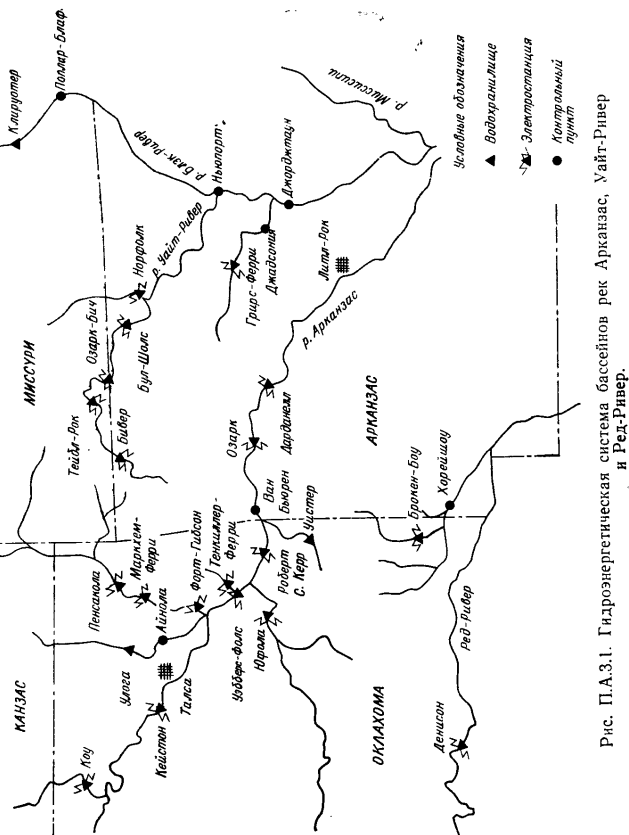 КАНЗАС
МИССУРИ
Клируотер
Поплар-Блаф
р. Блэк-Ривер
Коу
Улога
Пенсакола
Маркхем-
Ферри
Тейбл-Рок
Озарк-Бич
Норфолк
р. Уайт-Ривер
Ньюпорт
р. Миссисипи
Бивер
Бул-Шолс
Кейстон
Талса
Айнола
Форт-Гибсон
Тенкиллер-
Ферри
Грирс-Ферри
Джадсония
Джорджтаун
Уэбберс-Фолс
Юфола
Роберт
С. Керр
Ван
Бьюрен
Озарк
Дарданелл
р. Арканзас
Литл-Рок
Уистер
ОКЛАХОМА
АРКАНЗАС
Брокен-Боу
Хорейшоу
Денисон
Ред-Ривер
Условные обозначения
Водохранилище
Электростанция
Контрольный
пункт
Рис. П.А.3.1. Гидроэнергетическая система бассейнов рек Арканзас, Уайт-Ривер
и Ред-Ривер.